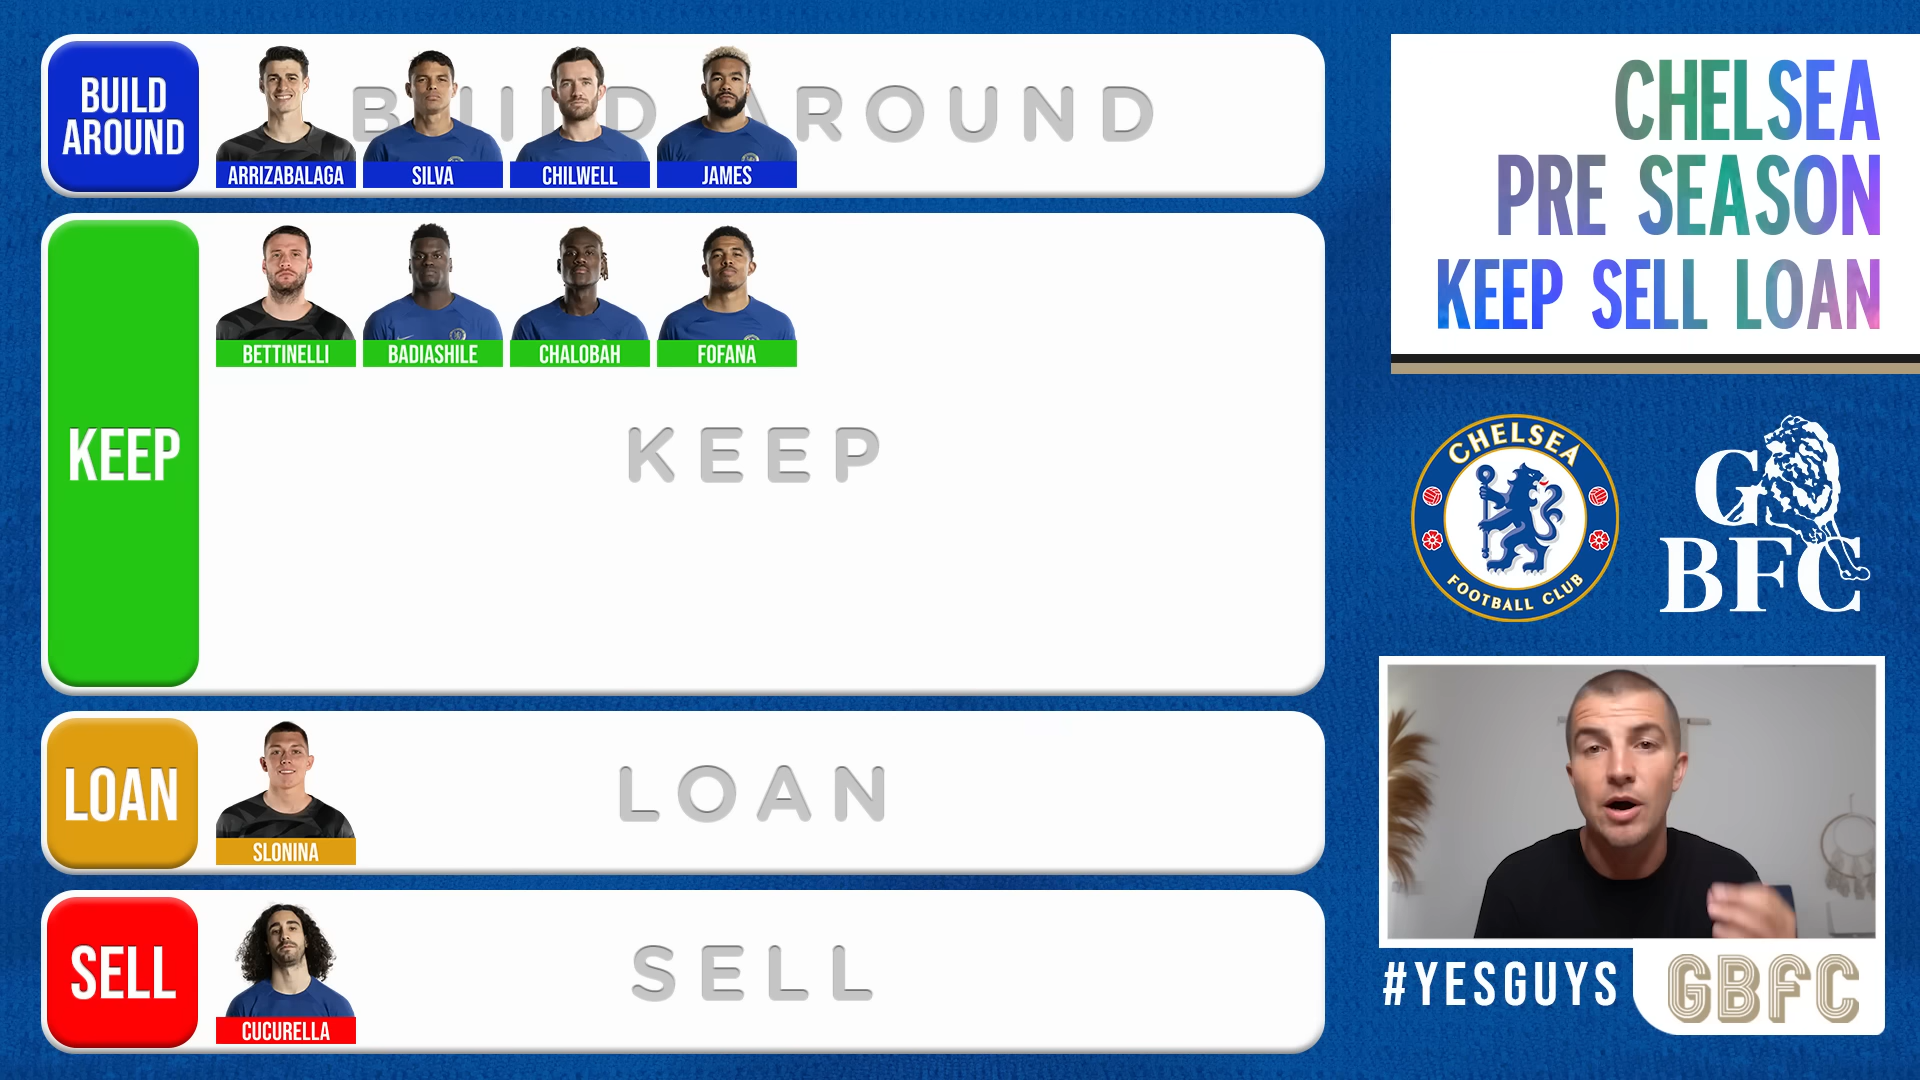 BUILD
AROUND
BUILD AROUND
ARRIZABALAGA
SILVA
CHILWELL
JAMES
KEEP
BETTINELLI
BADIASHILE
CHALOBAH
FOFANA
KEEP
LOAN
SLONINA
LOAN
SELL
CUCURELLA
SELL
CHELSEA
PRE SEASON
KEEP SELL LOAN
CHELSEA
FOOTBALL CLUB
G
BFC
#YESGUYS
GBFC